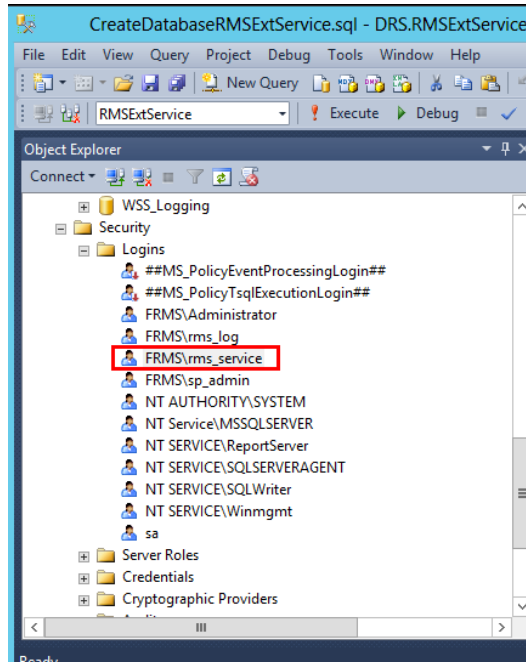 CreateDatabaseRMSExtService.sql - DRS.RMSExtService
File Edit View Query Project Debug Tools Window Help
New Query
RMSExtService Execute Debug
Object Explorer
Connect
WSS_Logging
Security
Logins
##MS_PolicyEventProcessingLogin##
##MS_PolicyTsqlExecutionLogin##
FRMS\Administrator
FRMS\rms_log
FRMS\rms_service
FRMS\sp_admin
NT AUTHORITY\SYSTEM
NT Service\MSSQLSERVER
NT SERVICE\ReportServer
NT SERVICE\SQLSERVERAGENT
NT SERVICE\SQLWriter
NT SERVICE\Winmgmt
sa
Server Roles
Credentials
Cryptographic Providers
Ready